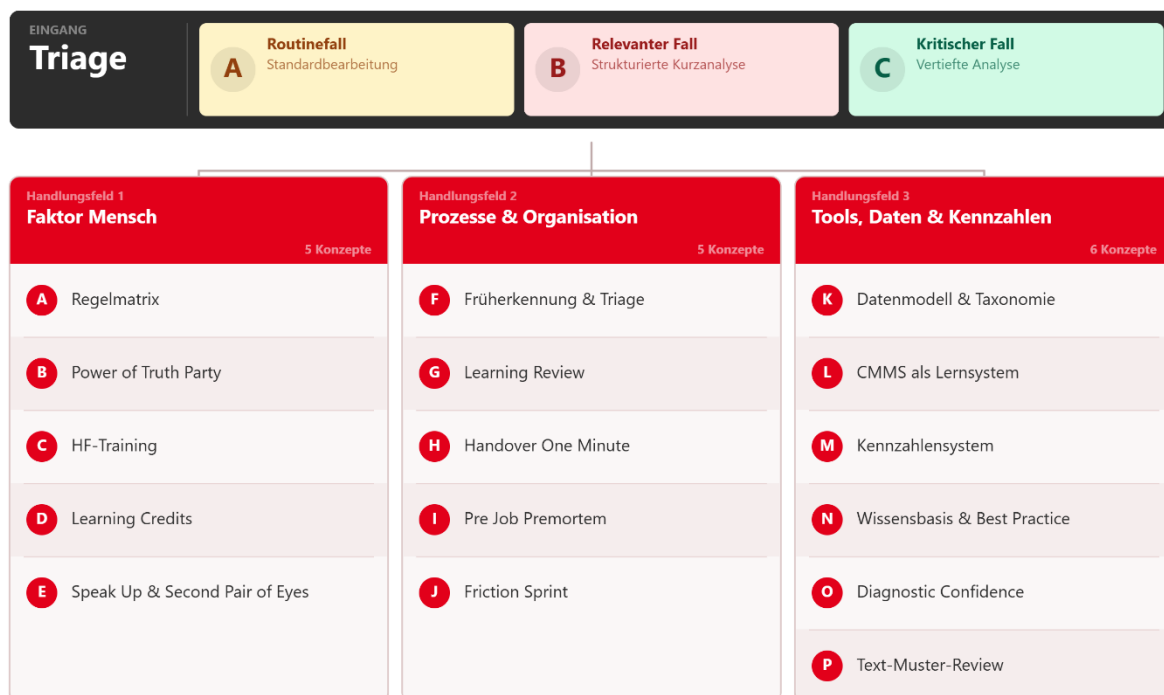 EINGANG
Triage
A
Routinefall
Standardbearbeitung
B
Relevanter Fall
Strukturierte Kurzanalyse
C
Kritischer Fall
Vertiefte Analyse
Handlungsfeld 1
Faktor Mensch
5 Konzepte
A Regelmatrix
B Power of Truth Party
C HF-Training
D Learning Credits
E Speak Up & Second Pair of Eyes
Handlungsfeld 2
Prozesse & Organisation
5 Konzepte
F Früherkennung & Triage
G Learning Review
H Handover One Minute
I Pre Job Premortem
J Friction Sprint
Handlungsfeld 3
Tools, Daten & Kennzahlen
6 Konzepte
K Datenmodell & Taxonomie
L CMMS als Lernsystem
M Kennzahlensystem
N Wissensbasis & Best Practice
O Diagnostic Confidence
P Text-Muster-Review